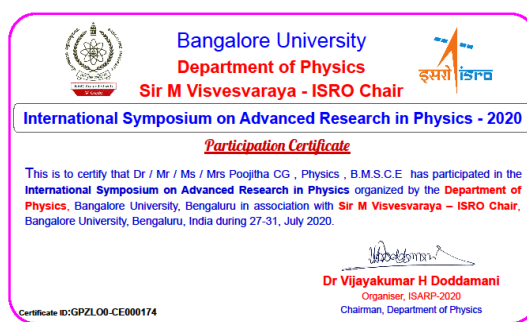 Bangalore University
Department of Physics
Sir M Visvesvaraya - ISRO Chair
इसरो isro
International Symposium on Advanced Research in Physics - 2020
Participation Certificate
This is to certify that Dr / Mr / Ms / Mrs Poojitha CG , Physics , B.M.S.C.E has participated in the
International Symposium on Advanced Research in Physics organized by the Department of
Physics, Bangalore University, Bengaluru in association with Sir M Visvesvaraya – ISRO Chair,
Bangalore University, Bengaluru, India during 27-31, July 2020.
Dr Vijayakumar H Doddamani
Organiser, ISARP-2020
Chairman, Department of Physics
Certificate ID:GPZLO0-CE000174